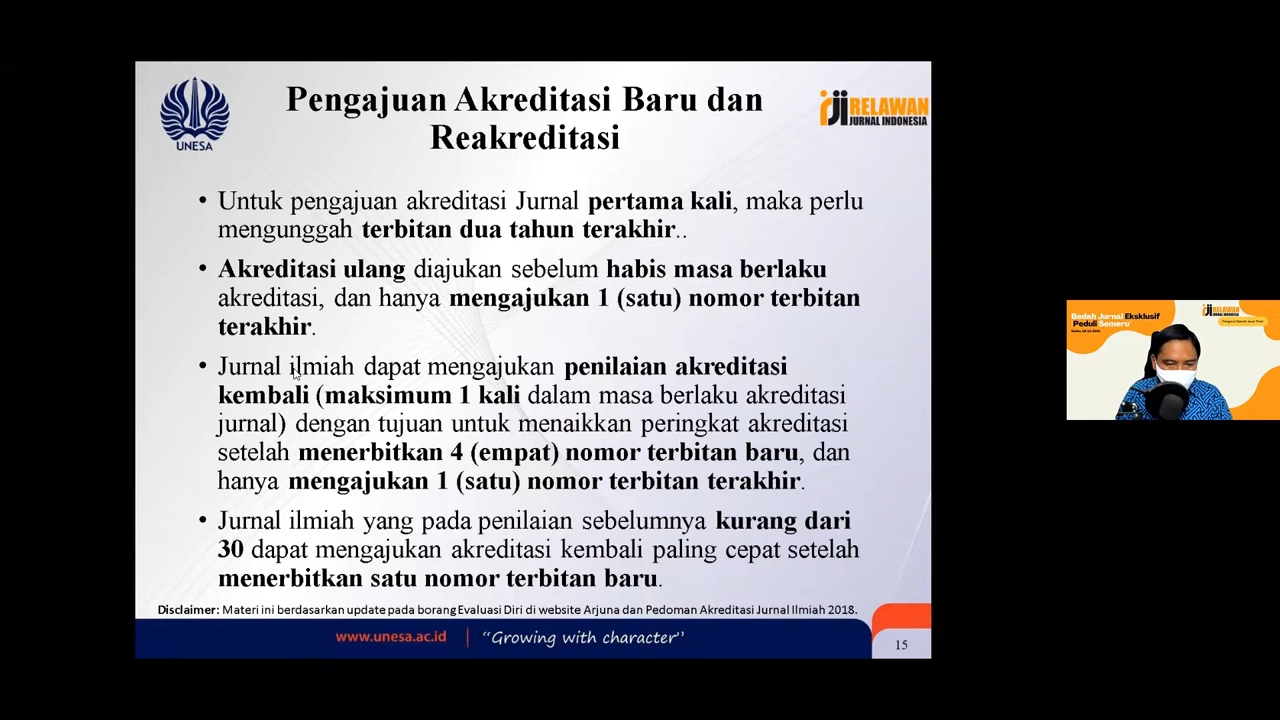 Pengajuan Akreditasi Baru dan
Reakreditasi
UNESA
RELAWAN
JURNAL INDONESIA
• Untuk pengajuan akreditasi Jurnal pertama kali, maka perlu
mengunggah terbitan dua tahun terakhir..
• Akreditasi ulang diajukan sebelum habis masa berlaku
akreditasi, dan hanya mengajukan 1 (satu) nomor terbitan
terakhir.
• Jurnal ilmiah dapat mengajukan penilaian akreditasi
kembali (maksimum 1 kali dalam masa berlaku akreditasi
jurnal) dengan tujuan untuk menaikkan peringkat akreditasi
setelah menerbitkan 4 (empat) nomor terbitan baru, dan
hanya mengajukan 1 (satu) nomor terbitan terakhir.
• Jurnal ilmiah yang pada penilaian sebelumnya kurang dari
30 dapat mengajukan akreditasi kembali paling cepat setelah
menerbitkan satu nomor terbitan baru.
Disclaimer: Materi ini berdasarkan update pada borang Evaluasi Diri di website Arjuna dan Pedoman Akreditasi Jurnal Ilmiah 2018.
www.unesa.ac.id | “Growing with character”
15
Bedah Jurnal Eksklusif
Peduli Semeru
RELAWAN
JURNAL INDONESIA